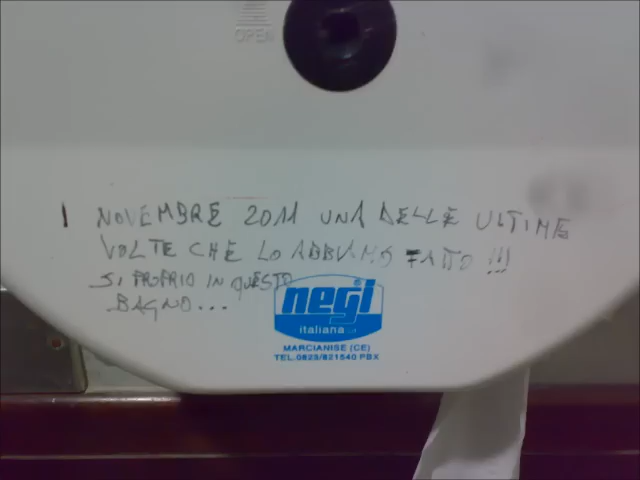 OPEN
1 NOVEMBRE 2011 UNA DELLE ULTIME
VOLTE CHE LO ABBIAMO FATTO !!!
SI PROPRIO IN QUESTO
BAGNO...
negi
italiana
MARCIANISE (CE)
TEL.0823/821540 PBX